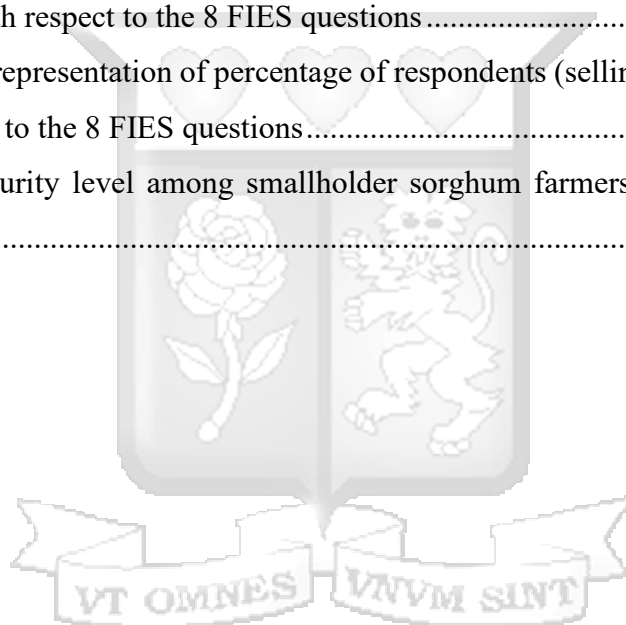 th respect to the 8 FIES questions........................
representation of percentage of respondents (sellin
to the 8 FIES questions.......................................
urity level among smallholder sorghum farmers
...............................................................................
VT OMNES VNVM SINT